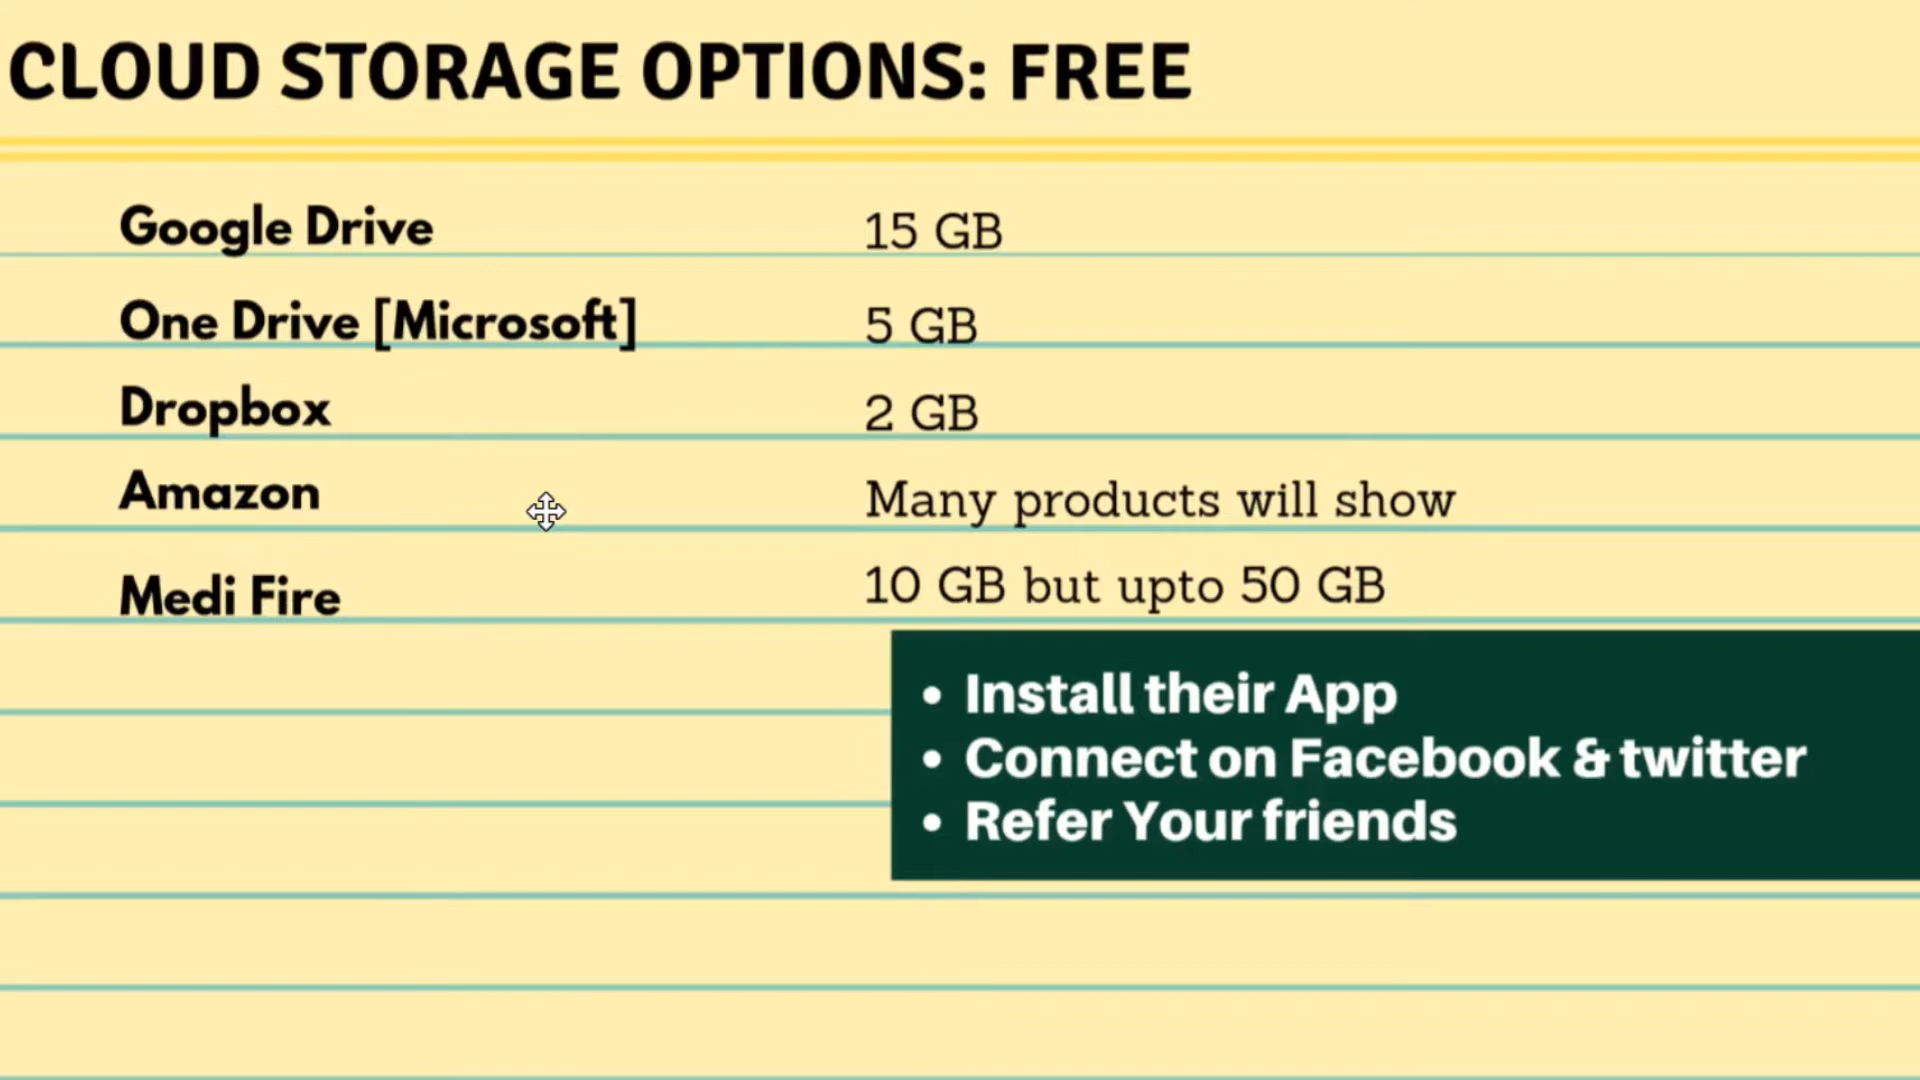 CLOUD STORAGE OPTIONS: FREE
Google Drive 15 GB
One Drive [Microsoft] 5 GB
Dropbox 2 GB
Amazon Many products will show
Medi Fire 10 GB but upto 50 GB
• Install their App
• Connect on Facebook & twitter
• Refer Your friends